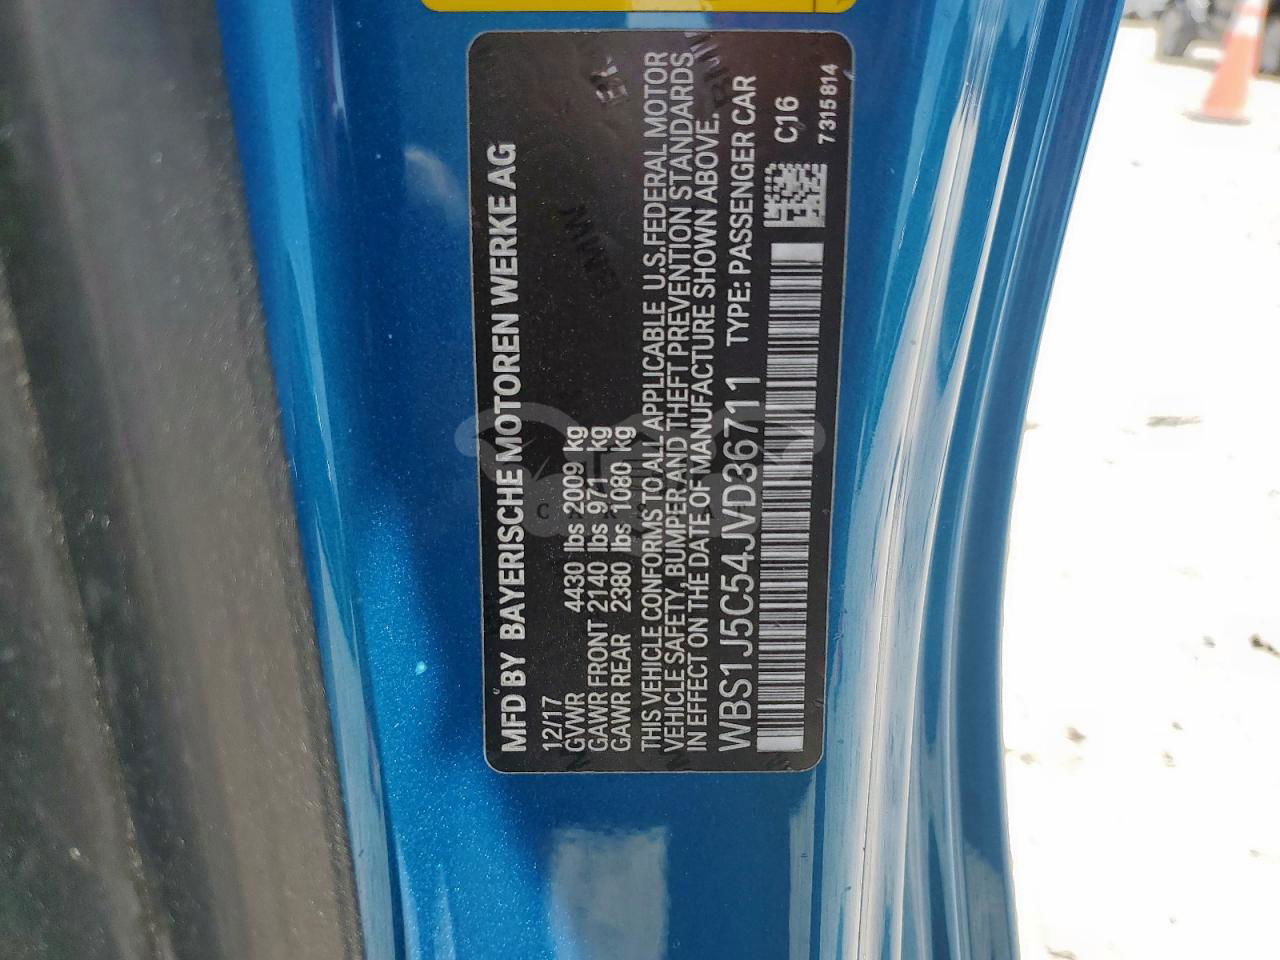 MFD BY BAYERISCHE MOTOREN WERKE AG
12/17
GVWR 4430 lbs 2009 kg
GAWR FRONT 2140 lbs 971 kg
GAWR REAR 2380 lbs 1080 kg
THIS VEHICLE CONFORMS TO ALL APPLICABLE U.S.FEDERAL MOTOR
VEHICLE SAFETY, BUMPER AND THEFT PREVENTION STANDARDS
IN EFFECT ON THE DATE OF MANUFACTURE SHOWN ABOVE.
WBS1J5C54JVD36711 TYPE: PASSENGER CAR
C16
7315814
BMW